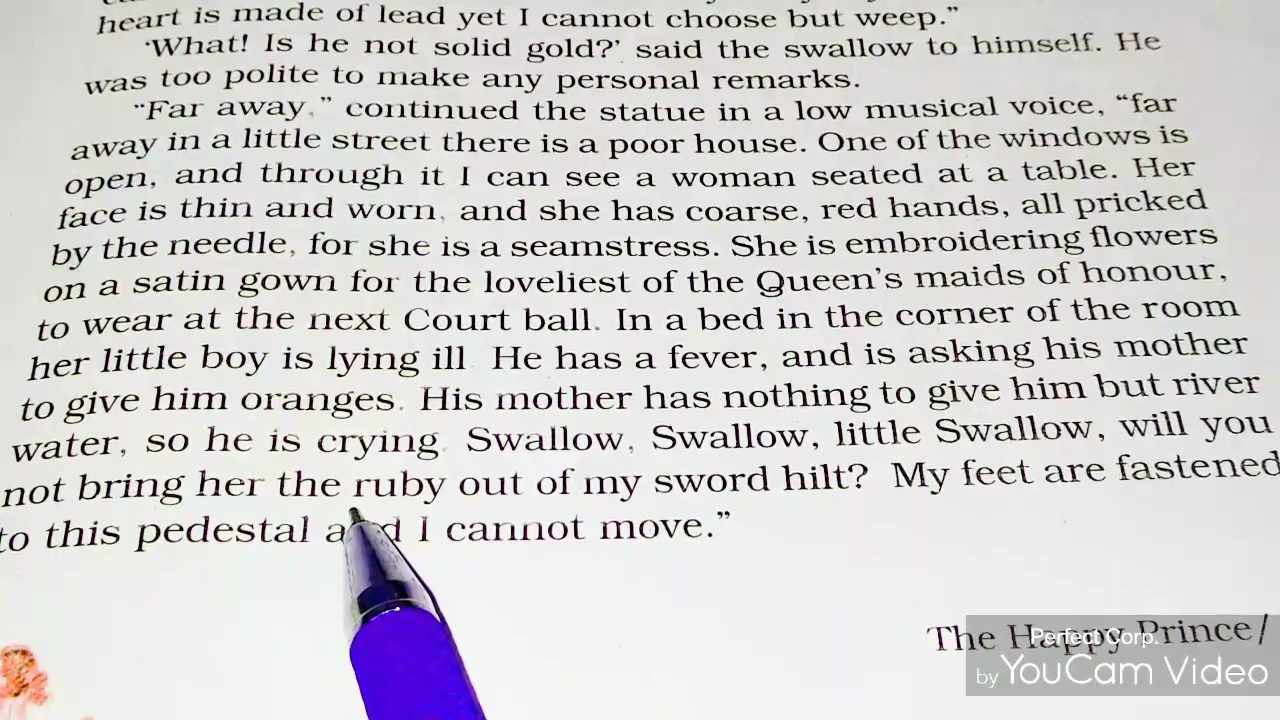 heart is made of lead yet I cannot choose but weep.”
‘What! Is he not solid gold?’ said the swallow to himself. He
was too polite to make any personal remarks.
“Far away,” continued the statue in a low musical voice, “far
away in a little street there is a poor house. One of the windows is
open, and through it I can see a woman seated at a table. Her
face is thin and worn, and she has coarse, red hands, all pricked
by the needle, for she is a seamstress. She is embroidering flowers
on a satin gown for the loveliest of the Queen’s maids of honour,
to wear at the next Court ball. In a bed in the corner of the room
her little boy is lying ill. He has a fever, and is asking his mother
to give him oranges. His mother has nothing to give him but river
water, so he is crying. Swallow, Swallow, little Swallow, will you
not bring her the ruby out of my sword hilt? My feet are fastened
to this pedestal and I cannot move.”
The Happy Prince/
Perfect Corp.
by YouCam Video